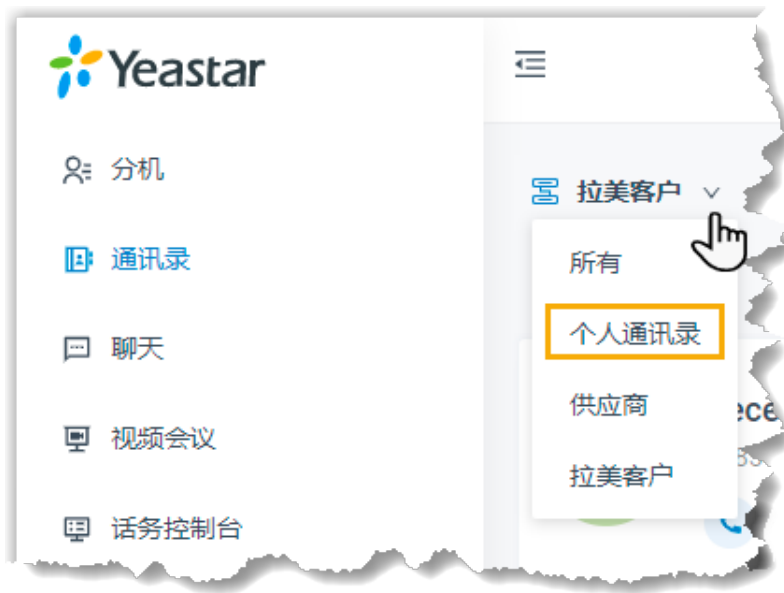 Yeastar
分机
通讯录
聊天
视频会议
话务控制台
拉美客户
所有
个人通讯录
供应商
拉美客户